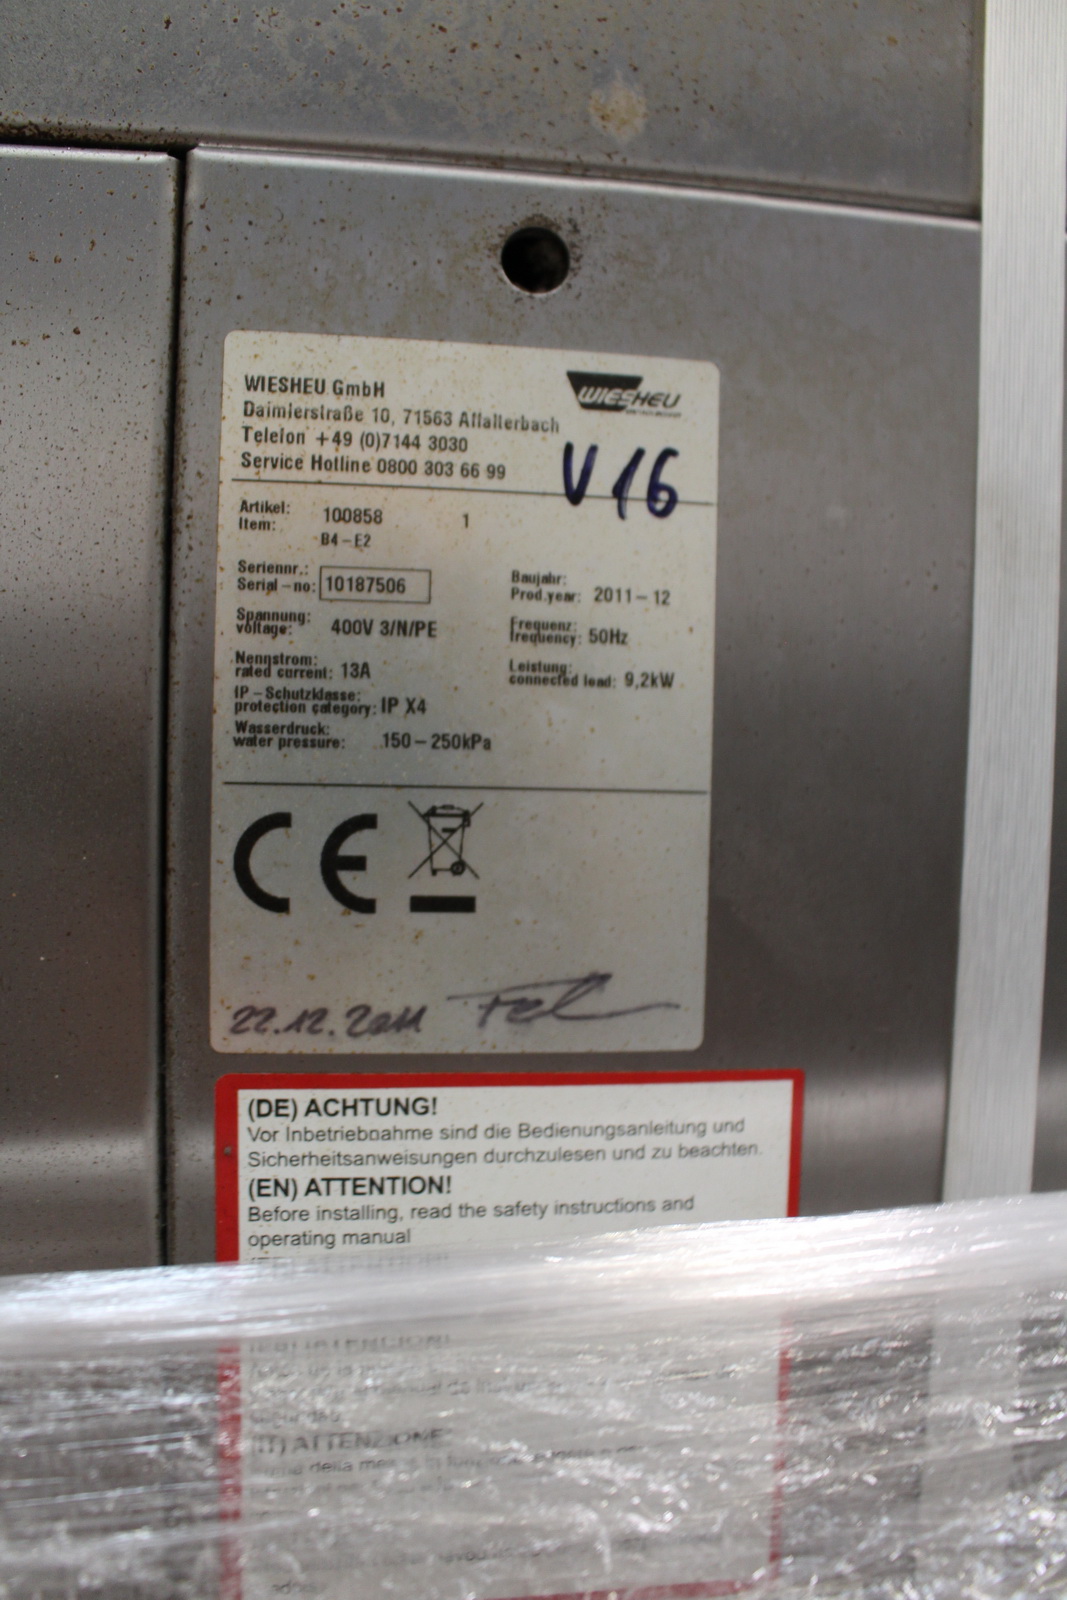 WIESHEU GmbH
Daimlerstraße 10, 71563 Affalterbach
Telefon +49 (0)7144 3030
Service Hotline 0800 303 66 99
WIESHEU
V 16
Artikel:
Item: 100858 1
B4-E2
Seriennr.:
Serial-no: 10187506
Baujahr:
Prod.year: 2011-12
Spannung:
voltage: 400V 3/N/PE
Frequenz:
frequency: 50Hz
Nennstrom:
rated current: 13A
Leistung:
connected load: 9,2kW
IP-Schutzklasse:
protection category: IP X4
Wasserdruck:
water pressure: 150-250kPa
CE
22.12.2011
(DE) ACHTUNG!
Vor Inbetriebnahme sind die Bedienungsanleitung und
Sicherheitsanweisungen durchzulesen und zu beachten.
(EN) ATTENTION!
Before installing, read the safety instructions and
operating manual
(IT) ATTENZIONE